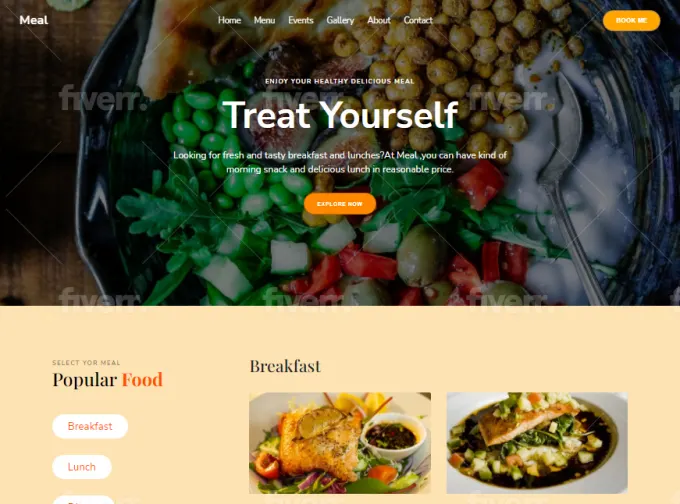 Meal
Home Menu Events Gallery About Contact
BOOK ME
fiverr. fiverr. fiverr.
ENJOY YOUR HEALTHY DELICIOUS MEAL
Treat Yourself
Looking for fresh and tasty breakfast and lunches?At Meal ,you can have kind of
morning snack and delicious lunch in reasonable price.
EXPLORE NOW
fiverr. fiverr. fiverr.
SELECT YOR MEAL
Popular Food
Breakfast
Breakfast
Lunch